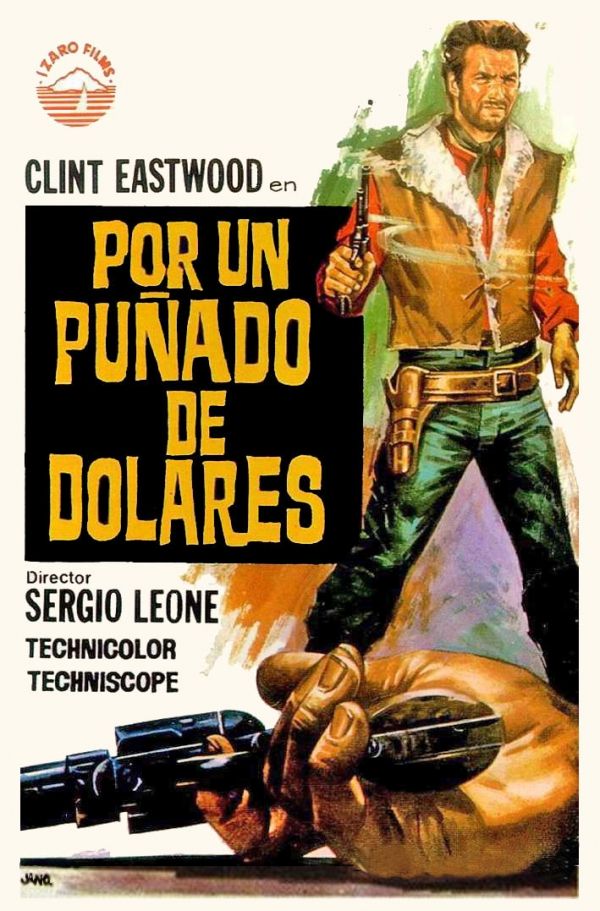 IZARO FILMS
CLINT EASTWOOD en
POR UN
PUÑADO
DE
DOLARES
Director
SERGIO LEONE
TECHNICOLOR
TECHNISCOPE
JANO.